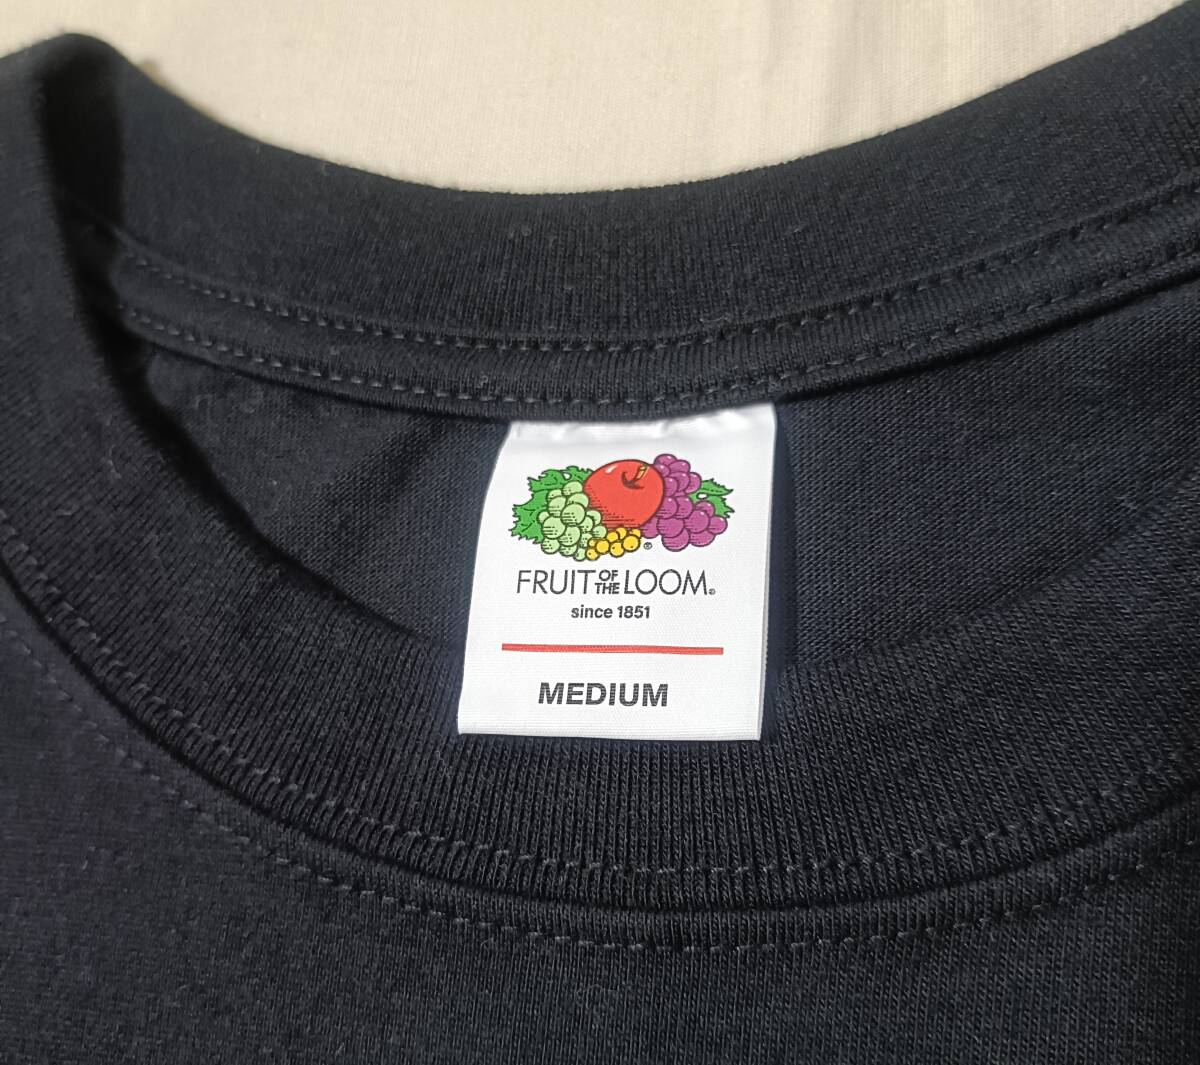 FRUIT OF THE LOOM®
since 1851
MEDIUM